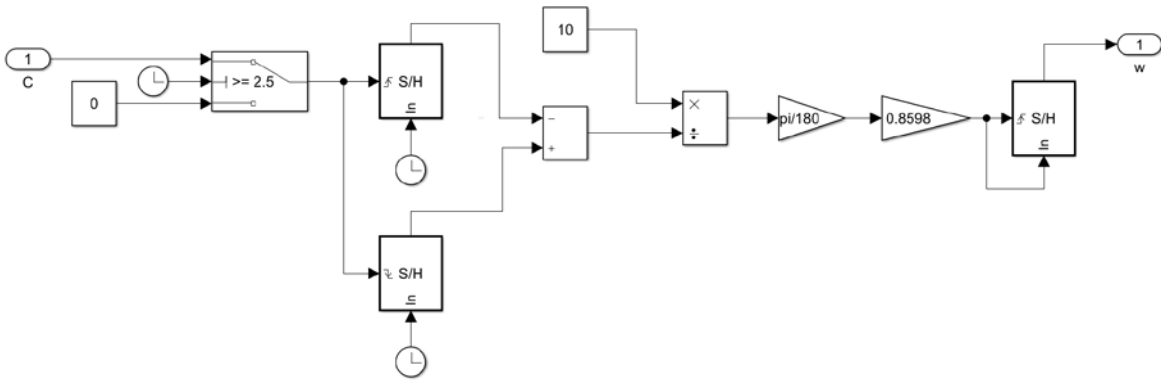 1
C
0
>= 2.5
S/H
In
S/H
In
10
−
+
×
÷
pi/180
0.8598
S/H
In
1
w